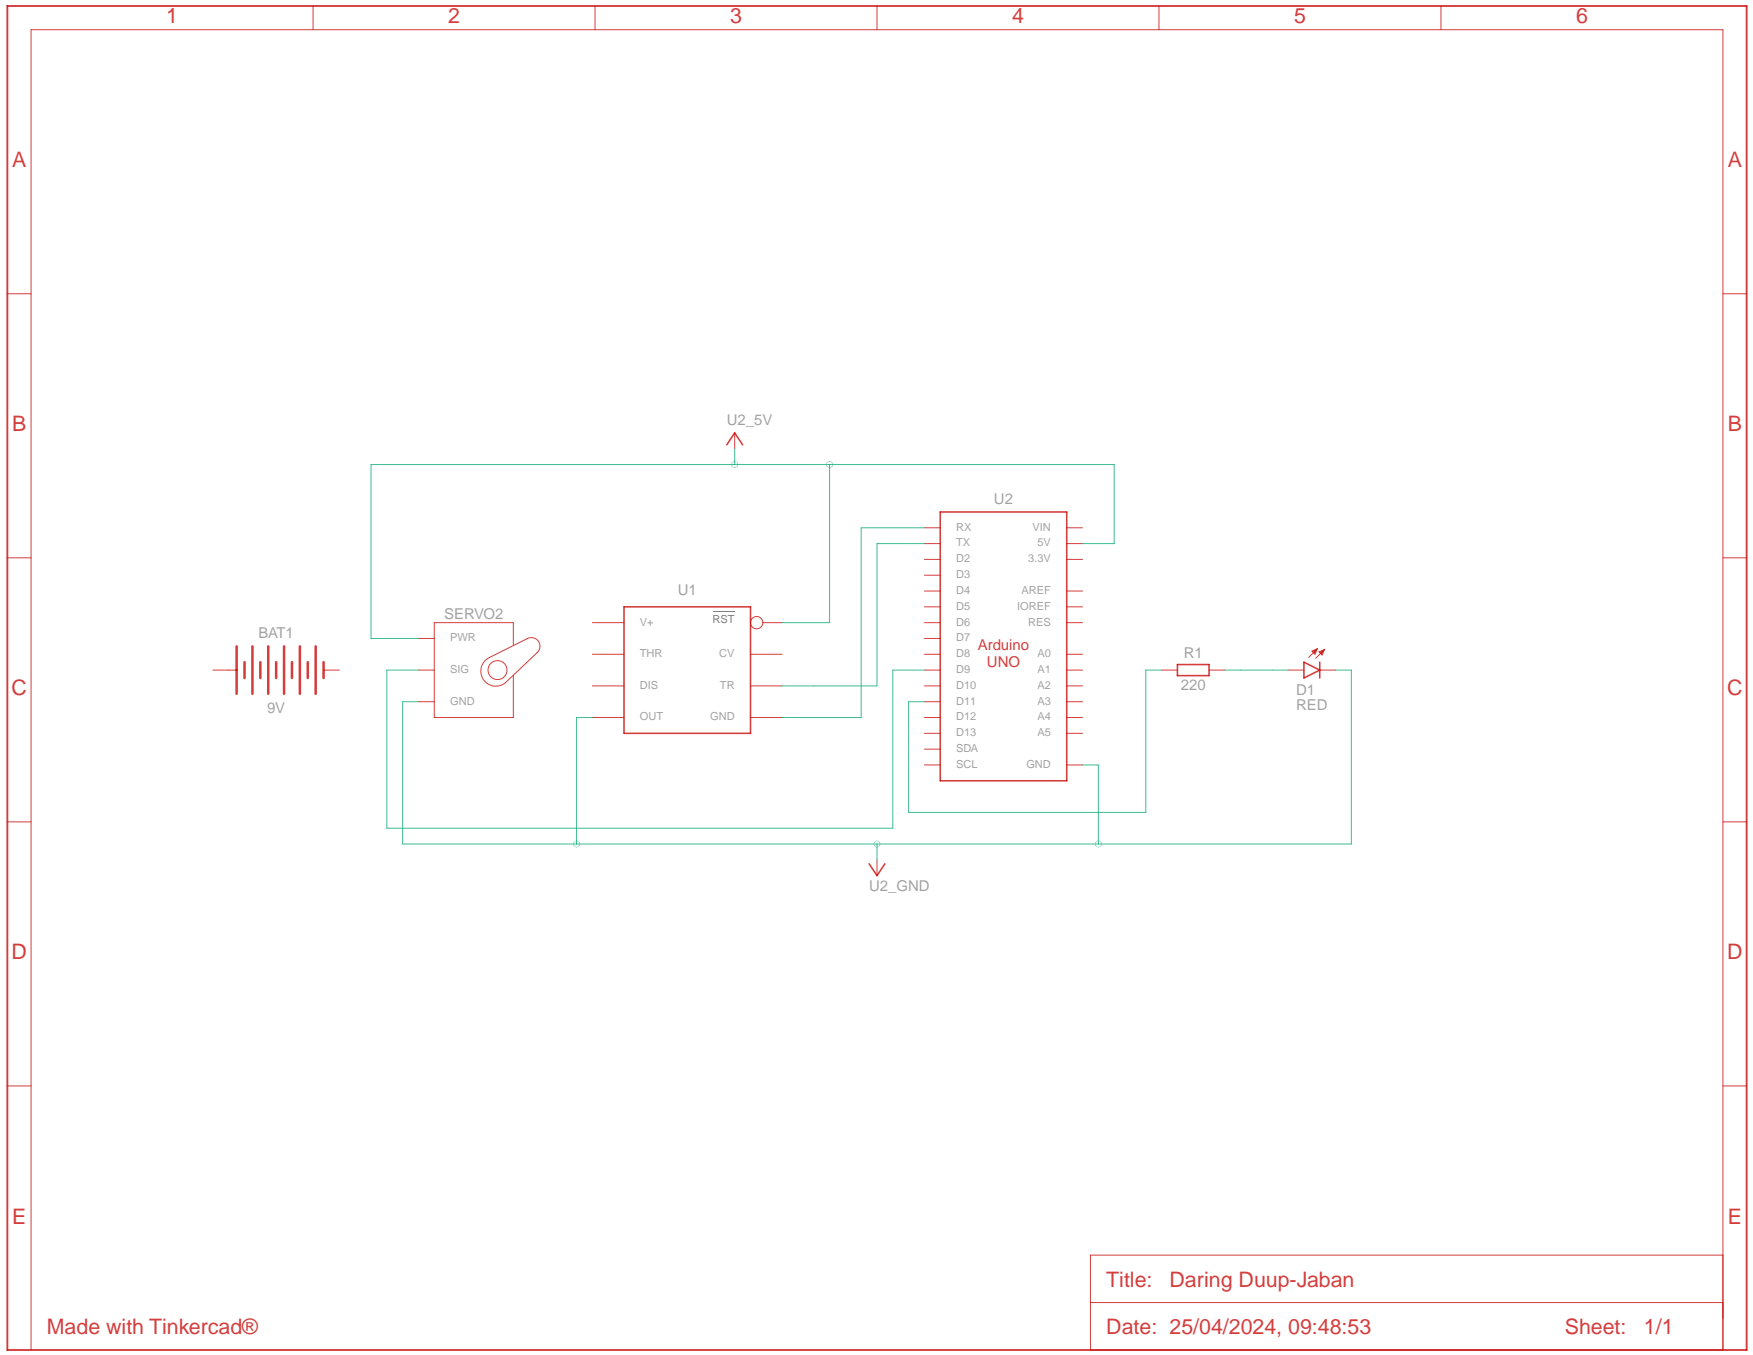 1 2 3 4 5 6
A A
B B
C C
D D
E E
U2_5V
BAT1
9V
SERVO2
PWR
SIG
GND
U1
V+ RST
THR CV
DIS TR
OUT GND
U2
RX VIN
TX 5V
D2 3.3V
D3
D4 AREF
D5 IOREF
D6 RES
D7
Arduino
UNO
D8 A0
D9 A1
D10 A2
D11 A3
D12 A4
D13 A5
SDA
SCL GND
R1
220
D1
RED
U2_GND
Made with Tinkercad®
Title: Daring Duup-Jaban
Date: 25/04/2024, 09:48:53 Sheet: 1/1